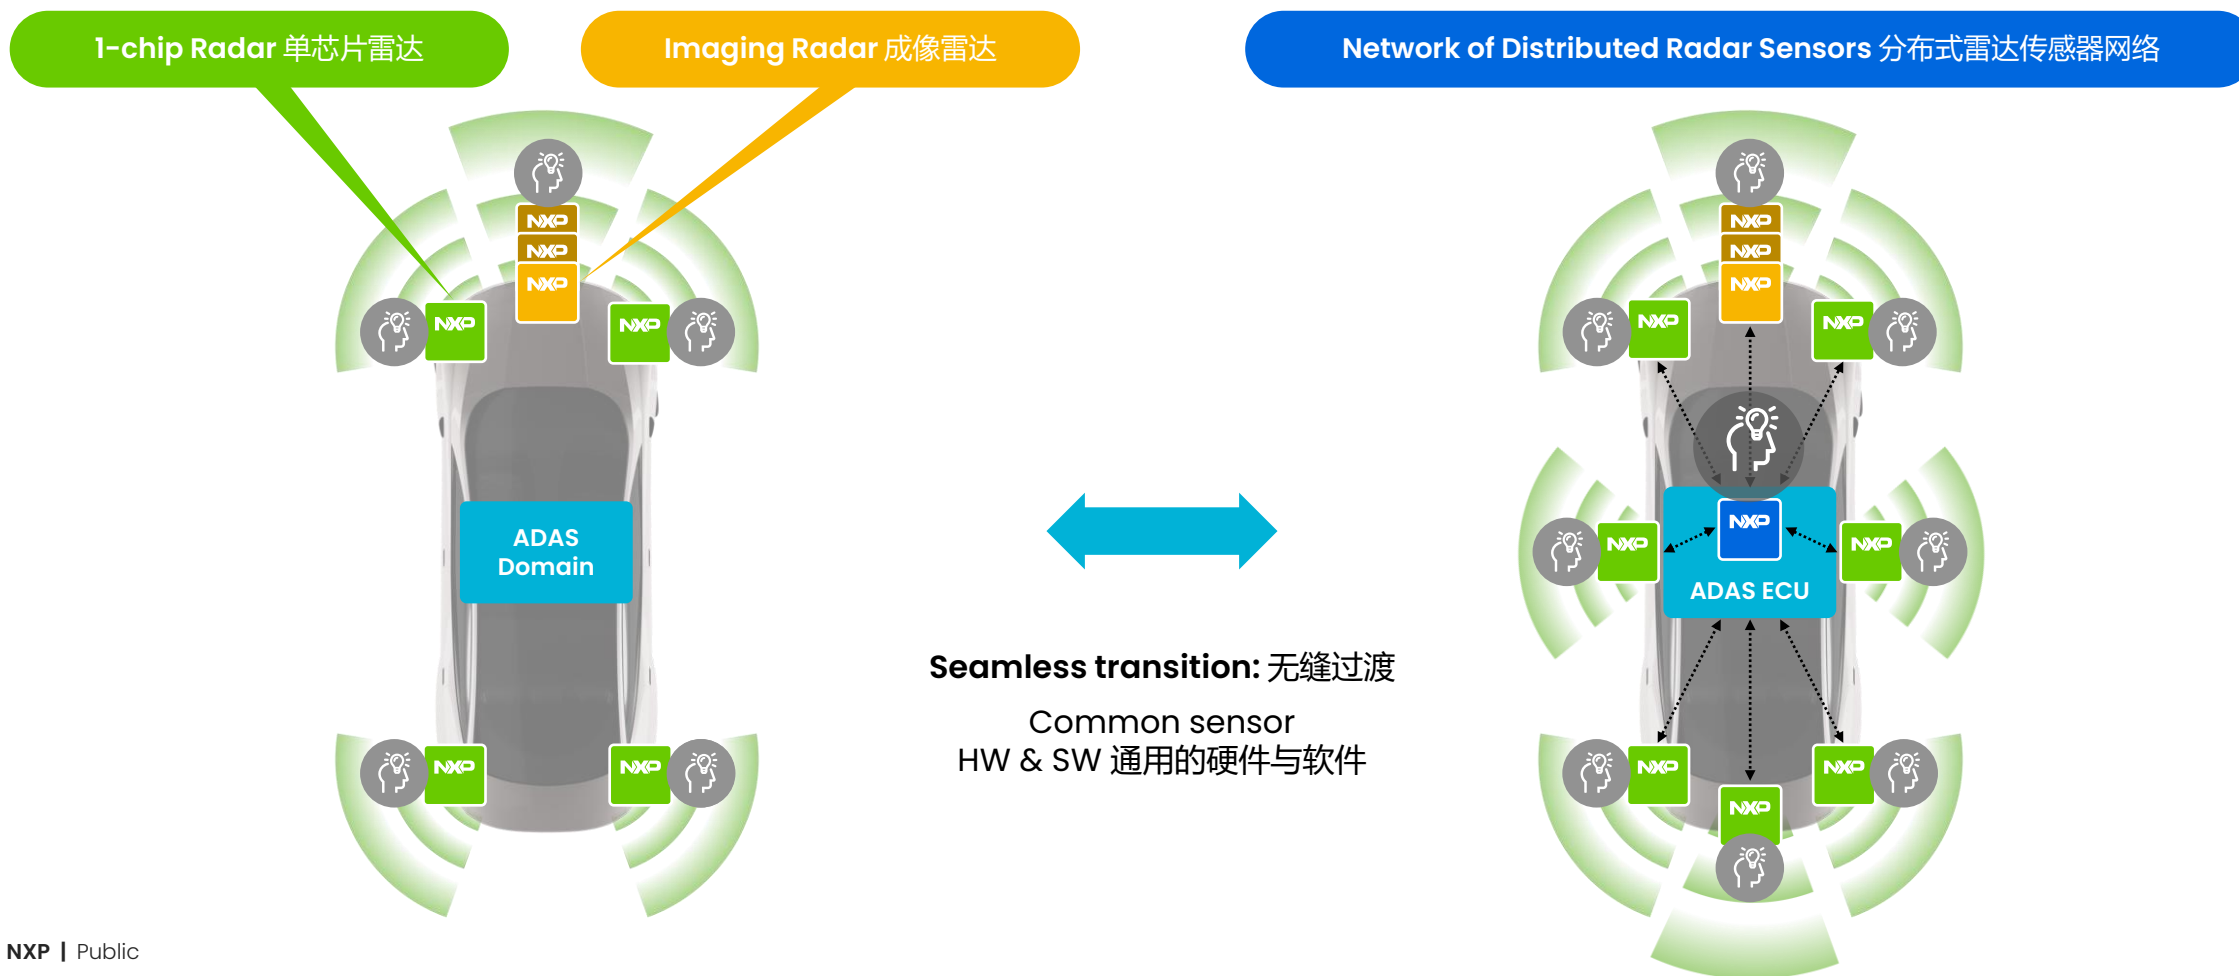 1-chip Radar 单芯片雷达
Imaging Radar 成像雷达
Network of Distributed Radar Sensors 分布式雷达传感器网络
NXP
NXP
NXP
NXP
NXP
ADAS
Domain
NXP
NXP
Seamless transition: 无缝过渡
Common sensor
HW & SW 通用的硬件与软件
NXP
NXP
NXP
NXP
NXP
NXP
NXP
NXP
ADAS ECU
NXP
NXP
NXP
NXP | Public